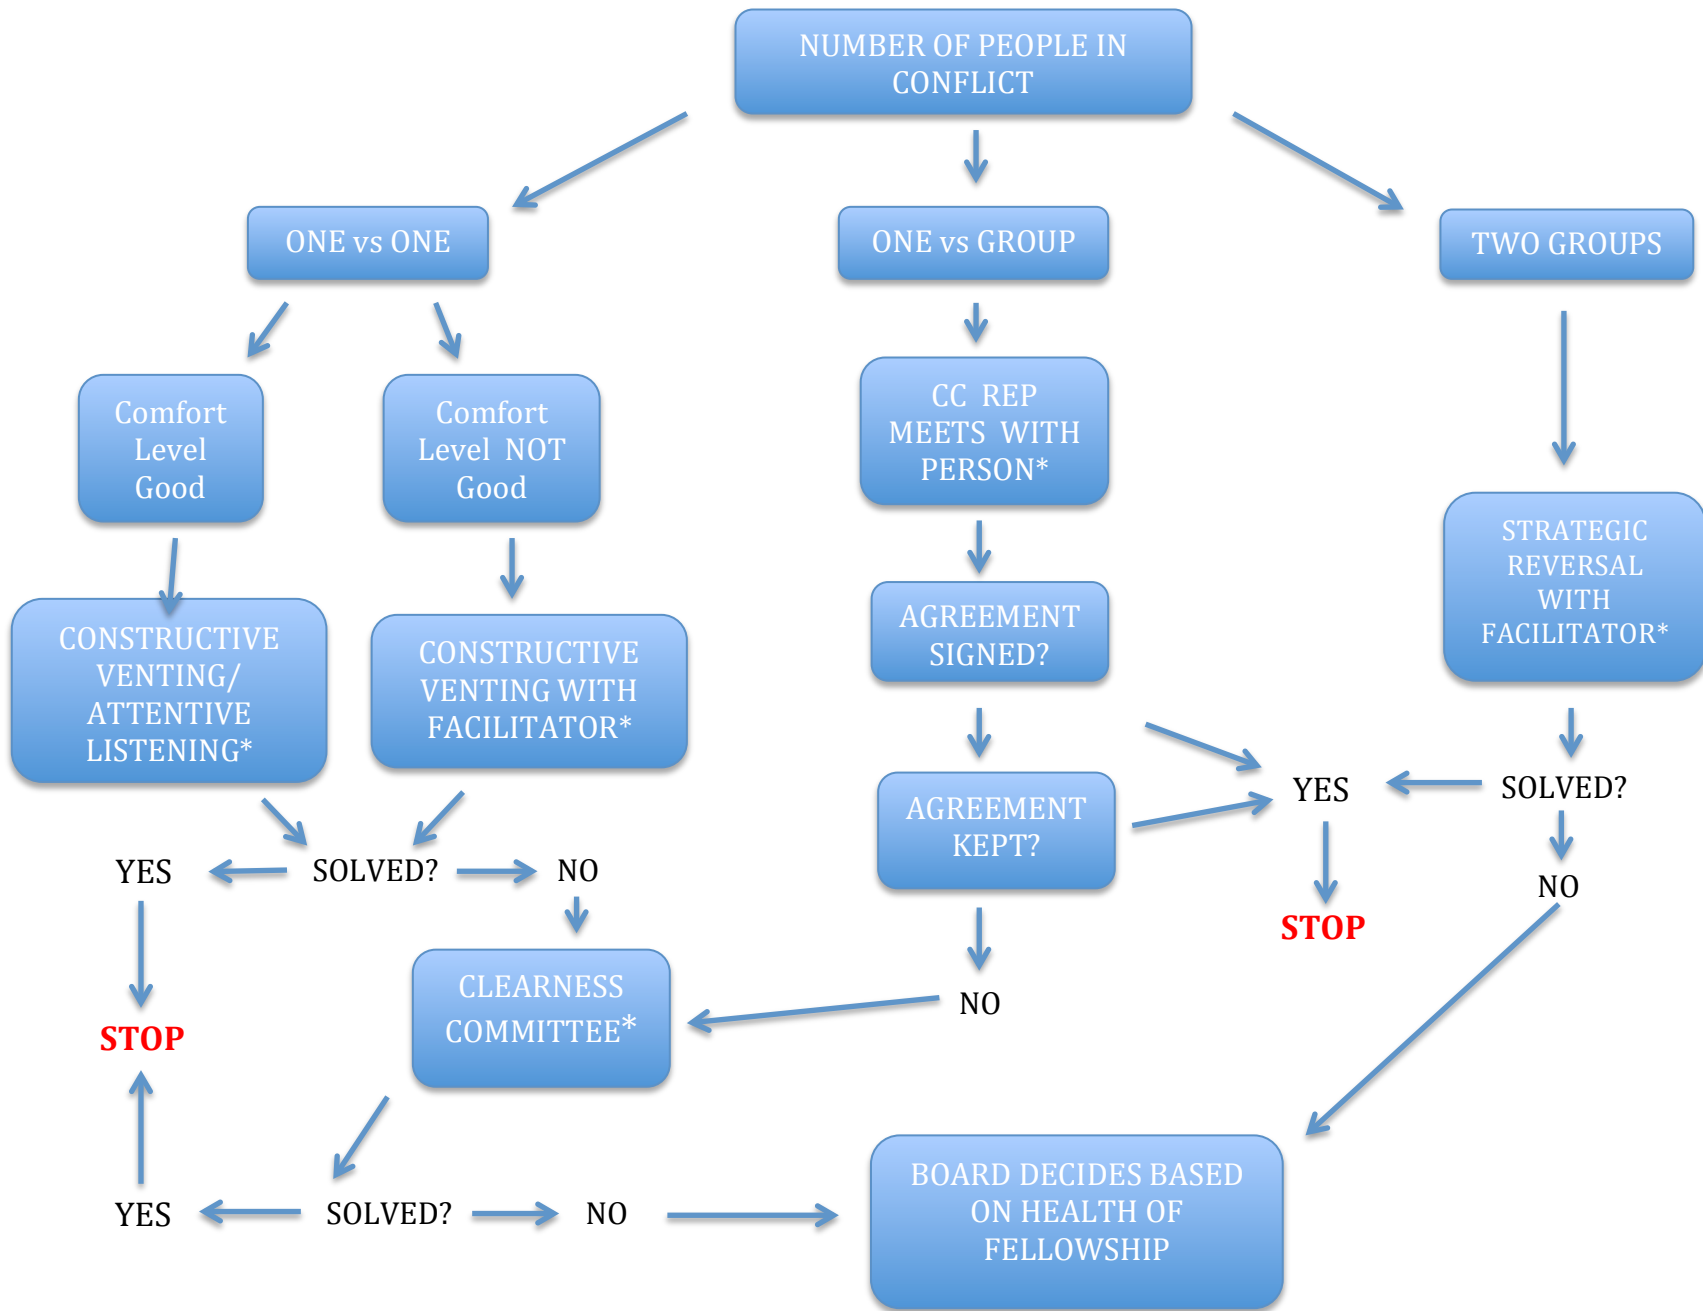 NUMBER OF PEOPLE IN
CONFLICT
ONE vs ONE
ONE vs GROUP
TWO GROUPS
Comfort
Level
Good
Comfort
Level NOT
Good
CC REP
MEETS WITH
PERSON*
STRATEGIC
REVERSAL
WITH
FACILITATOR*
CONSTRUCTIVE
VENTING/
ATTENTIVE
LISTENING*
CONSTRUCTIVE
VENTING WITH
FACILITATOR*
AGREEMENT
SIGNED?
AGREEMENT
KEPT?
YES
SOLVED?
YES
SOLVED?
NO
NO
STOP
CLEARNESS
COMMITTEE*
NO
STOP
YES
SOLVED?
NO
BOARD DECIDES BASED
ON HEALTH OF
FELLOWSHIP